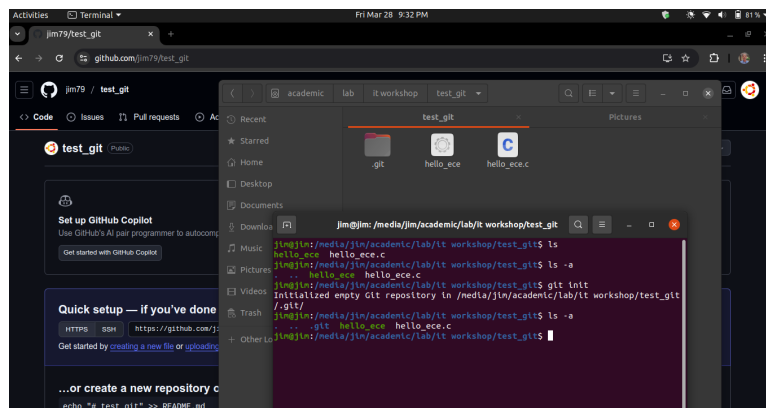 Activities Terminal Fri Mar 28 9:32 PM 81%
jim79/test_git
github.com/jim79/test_git
jim79 / test_git
Code Issues Pull requests
test_git Public
Set up GitHub Copilot
Use GitHub's AI pair programmer to
Get started with GitHub Copilot
Quick setup — if you've done
HTTPS SSH
Get started by creating a new file or uploading
…or create a new repository
echo "# test_git" >> README.md
academic lab it workshop test_git
Recent
Starred
Home
Desktop
Documents
Music
Pictures
Videos
Trash
test_git Pictures
.git hello_ece hello_ece.c
jim@jim: /media/jim/academic/lab/it workshop/test_git
jim@jim:/media/jim/academic/lab/it workshop/test_git$ ls
hello_ece hello_ece.c
jim@jim:/media/jim/academic/lab/it workshop/test_git$ ls -a
. .. hello_ece hello_ece.c
jim@jim:/media/jim/academic/lab/it workshop/test_git$ git init
Initialized empty Git repository in /media/jim/academic/lab/it workshop/test_git
/.git/
jim@jim:/media/jim/academic/lab/it workshop/test_git$ ls -a
. .. .git hello_ece hello_ece.c
jim@jim:/media/jim/academic/lab/it workshop/test_git$